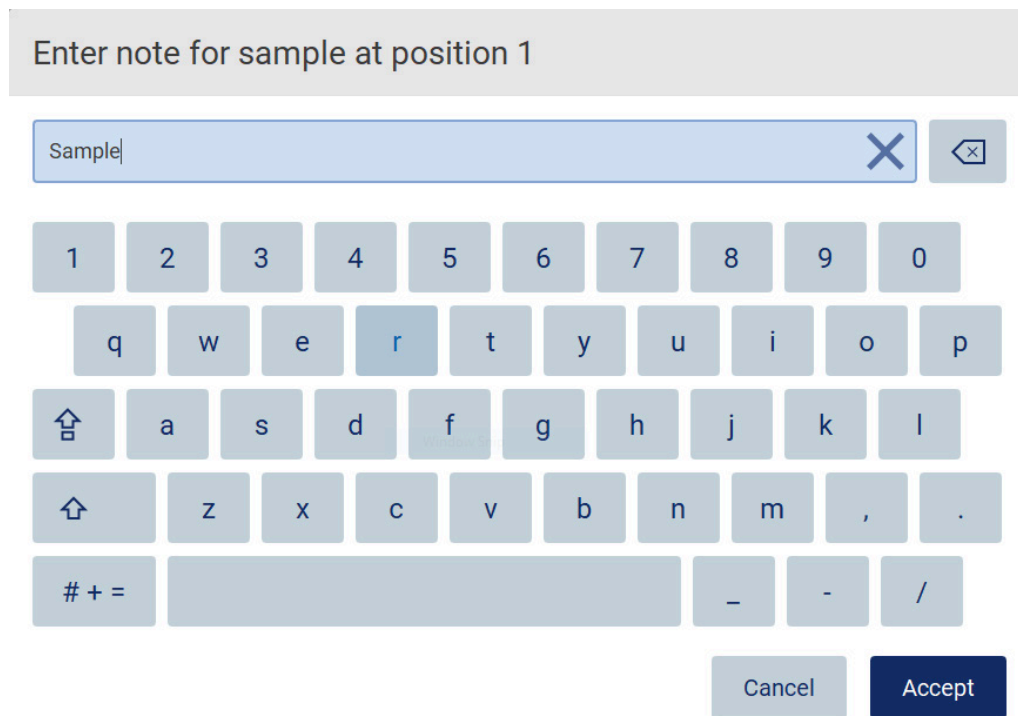 Enter note for sample at position 1
Sample
1 2 3 4 5 6 7 8 9 0
q w e r t y u i o p
a s d f g h j k l
z x c v b n m , .
# + = _ - /
Cancel Accept